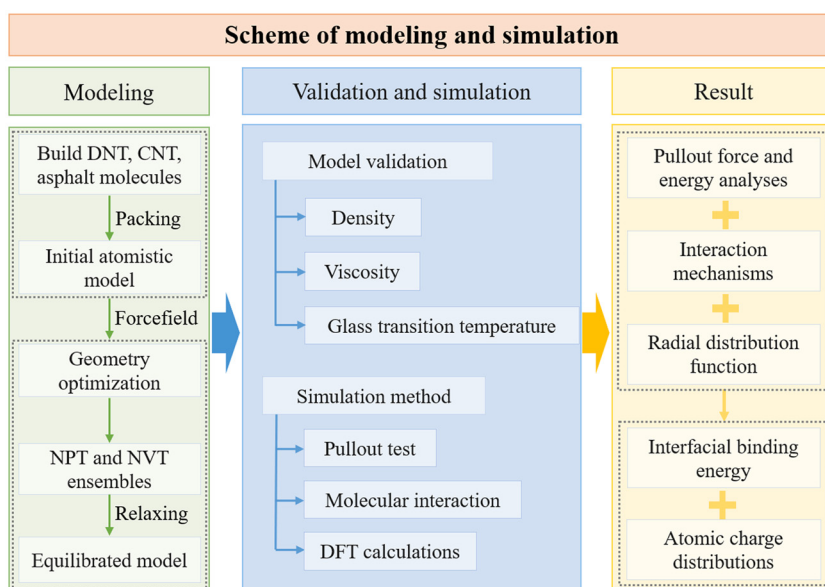 Scheme of modeling and simulation
Modeling
Build DNT, CNT,
asphalt molecules
Packing
Initial atomistic
model
Forcefield
Geometry
optimization
NPT and NVT
ensembles
Relaxing
Equilibrated model
Validation and simulation
Model validation
Density
Viscosity
Glass transition temperature
Simulation method
Pullout test
Molecular interaction
DFT calculations
Result
Pullout force and
energy analyses
Interaction
mechanisms
Radial distribution
function
Interfacial binding
energy
Atomic charge
distributions